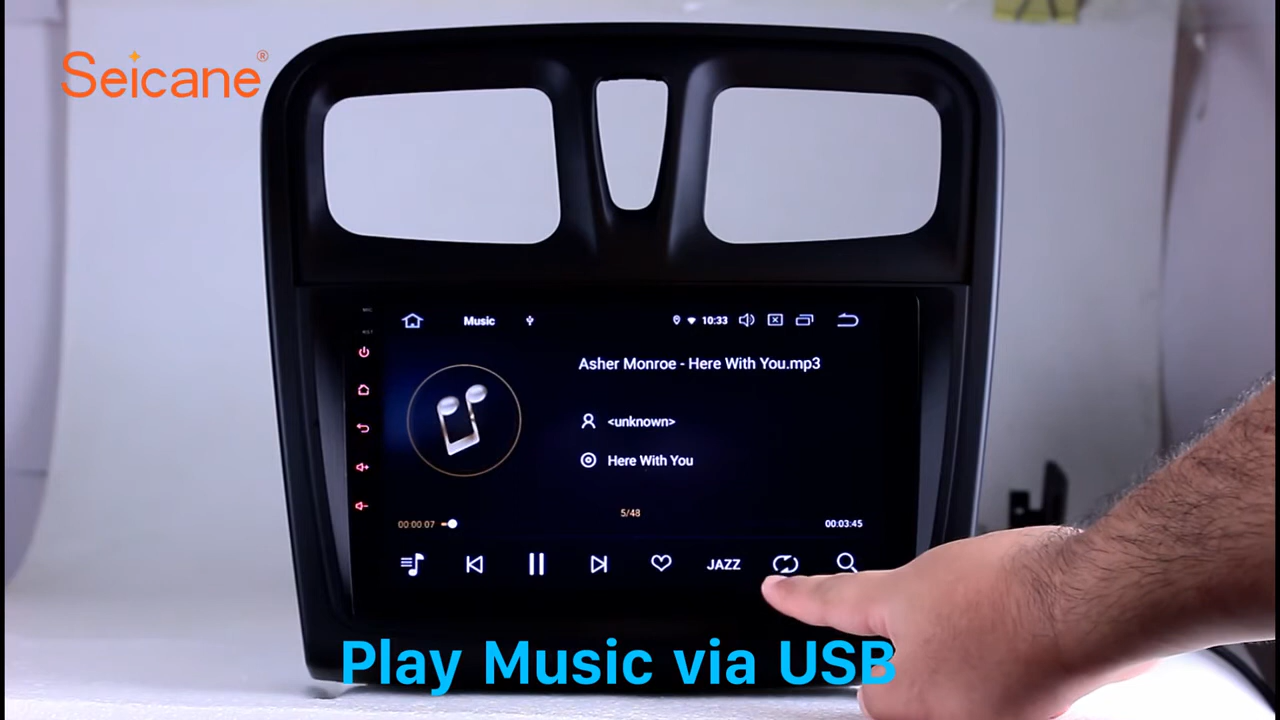 Seicane®
Music
10:33
Asher Monroe - Here With You.mp3
<unknown>
Here With You
5/48
00:00:07
00:03:45
JAZZ
Play Music via USB